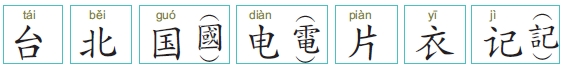 tái běi guó diàn piàn yī jì
台 北 国(國) 电(電) 片 衣 记(記)